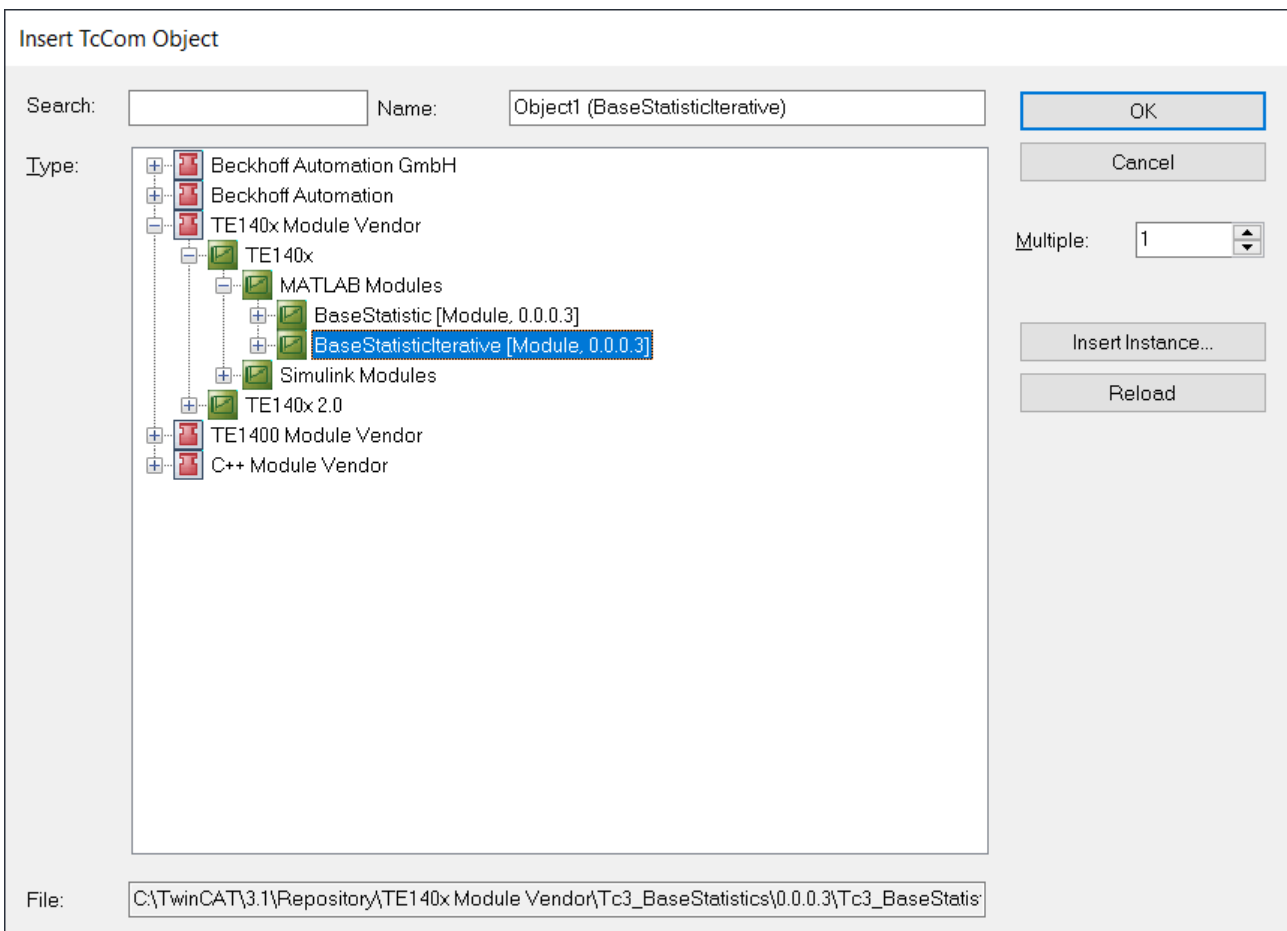 Insert TcCom Object
Search: Name: Object1 (BaseStatisticIterative) OK
Type: Beckhoff Automation GmbH Cancel
Beckhoff Automation
TE140x Module Vendor
Multiple: 1
TE140x
MATLAB Modules
BaseStatistic [Module, 0.0.0.3]
BaseStatisticIterative [Module, 0.0.0.3] Insert Instance...
Simulink Modules
Reload
TE140x 2.0
TE1400 Module Vendor
C++ Module Vendor
File: C:\TwinCAT\3.1\Repository\TE140x Module Vendor\Tc3_BaseStatistics\0.0.0.3\Tc3_BaseStatis